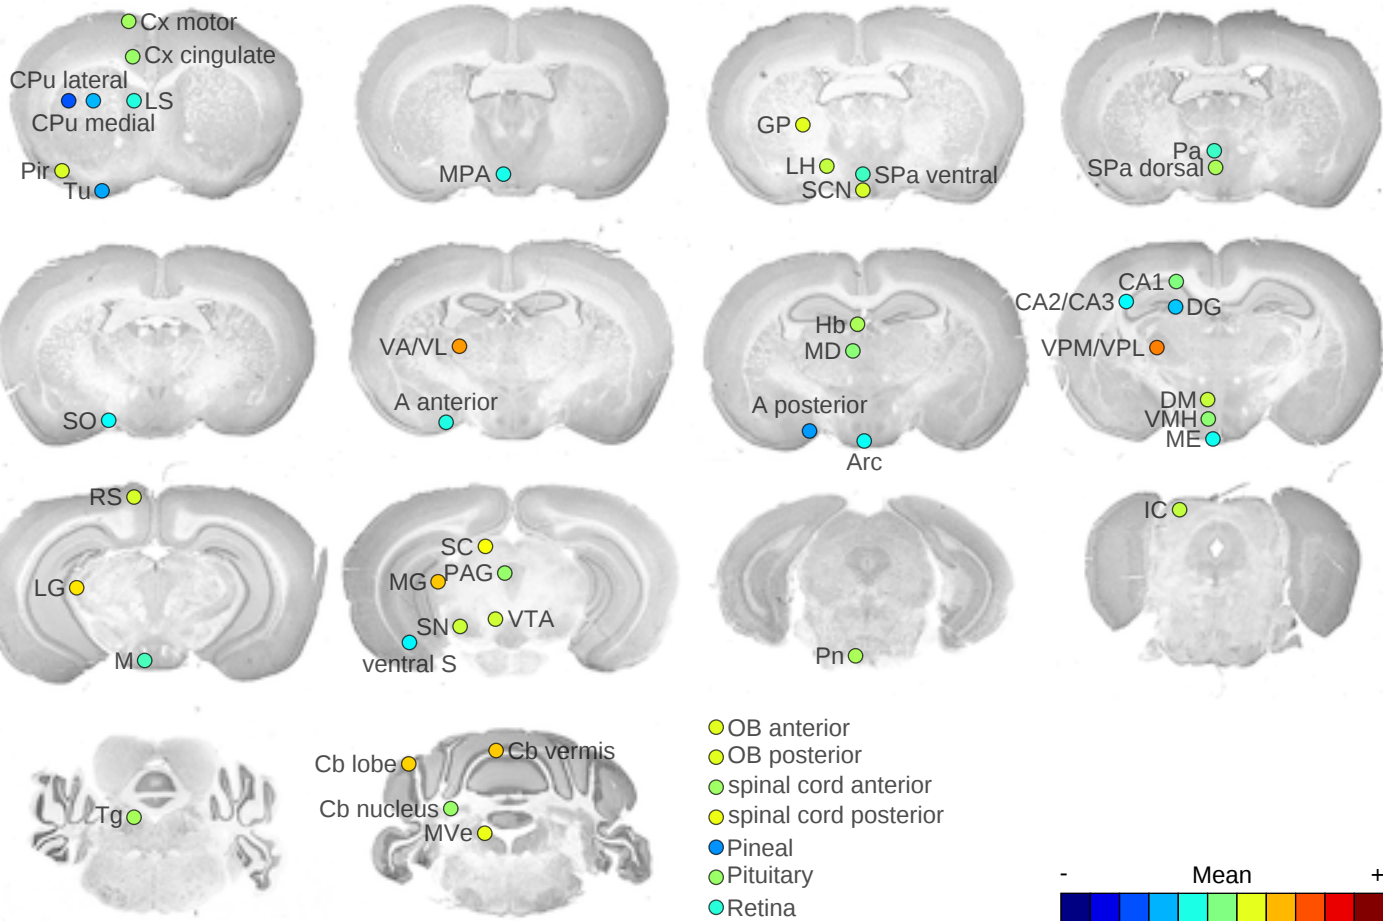 Cx motor
Cx cingulate
CPu lateral
LS
CPu medial
Pir
Tu
MPA
GP
LH
SPa ventral
SCN
Pa
SPa dorsal
SO
VA/VL
A anterior
Hb
MD
A posterior
Arc
CA1
CA2/CA3
DG
VPM/VPL
DM
VMH
ME
RS
LG
M
SC
MG
PAG
SN
VTA
ventral S
Pn
IC
Tg
Cb lobe
Cb vermis
Cb nucleus
MVe
OB anterior
OB posterior
spinal cord anterior
spinal cord posterior
Pineal
Pituitary
Retina
- Mean +